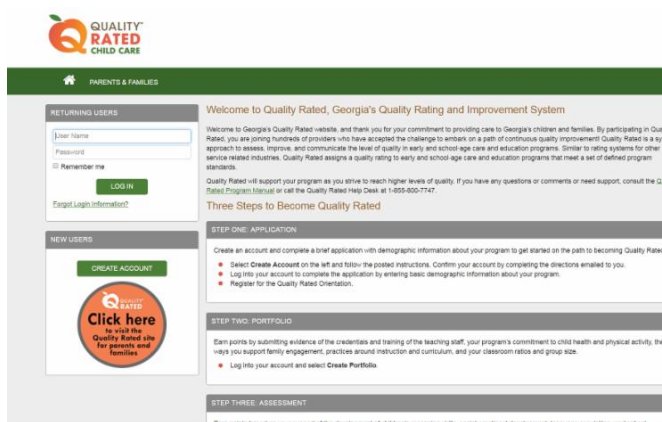 QUALITY
RATED
CHILD CARE
PARENTS & FAMILIES
RETURNING USERS
User Name
Password
Remember me
LOG IN
Forgot Login Information?
NEW USERS
CREATE ACCOUNT
QUALITY
RATED
Click here
to visit the
Quality Rated site
for parents and
families
Welcome to Quality Rated, Georgia's Quality Rating and Improvement System
Welcome to Georgia's Quality Rated website, and thank you for your commitment to providing care to Georgia's children and families. By participating in Qua
Rated, you are joining hundreds of providers who have accepted the challenge to embark on a path of continuous quality improvement! Quality Rated is a sy
approach to assess, improve, and communicate the level of quality in early and school-age care and education programs. Similar to rating systems for other
service related industries, Quality Rated assigns a quality rating to early and school-age care and education programs that meet a set of defined program
standards.
Quality Rated will support your program as you strive to reach higher levels of quality. If you have any questions or comments or need support, consult the Q
Rated Program Manual or call the Quality Rated Help Desk at 1-855-800-7747.
Three Steps to Become Quality Rated
STEP ONE: APPLICATION
Create an account and complete a brief application with demographic information about your program to get started on the path to becoming Quality Rated
Select Create Account on the left and follow the posted instructions. Confirm your account by completing the directions emailed to you.
Log into your account to complete the application by entering basic demographic information about your program.
Register for the Quality Rated Orientation.
STEP TWO: PORTFOLIO
Earn points by submitting evidence of the credentials and training of the teaching staff, your program's commitment to child health and physical activity, the
ways you support family engagement, practices around instruction and curriculum, and your classroom ratios and group size.
Log into your account and select Create Portfolio.
STEP THREE: ASSESSMENT